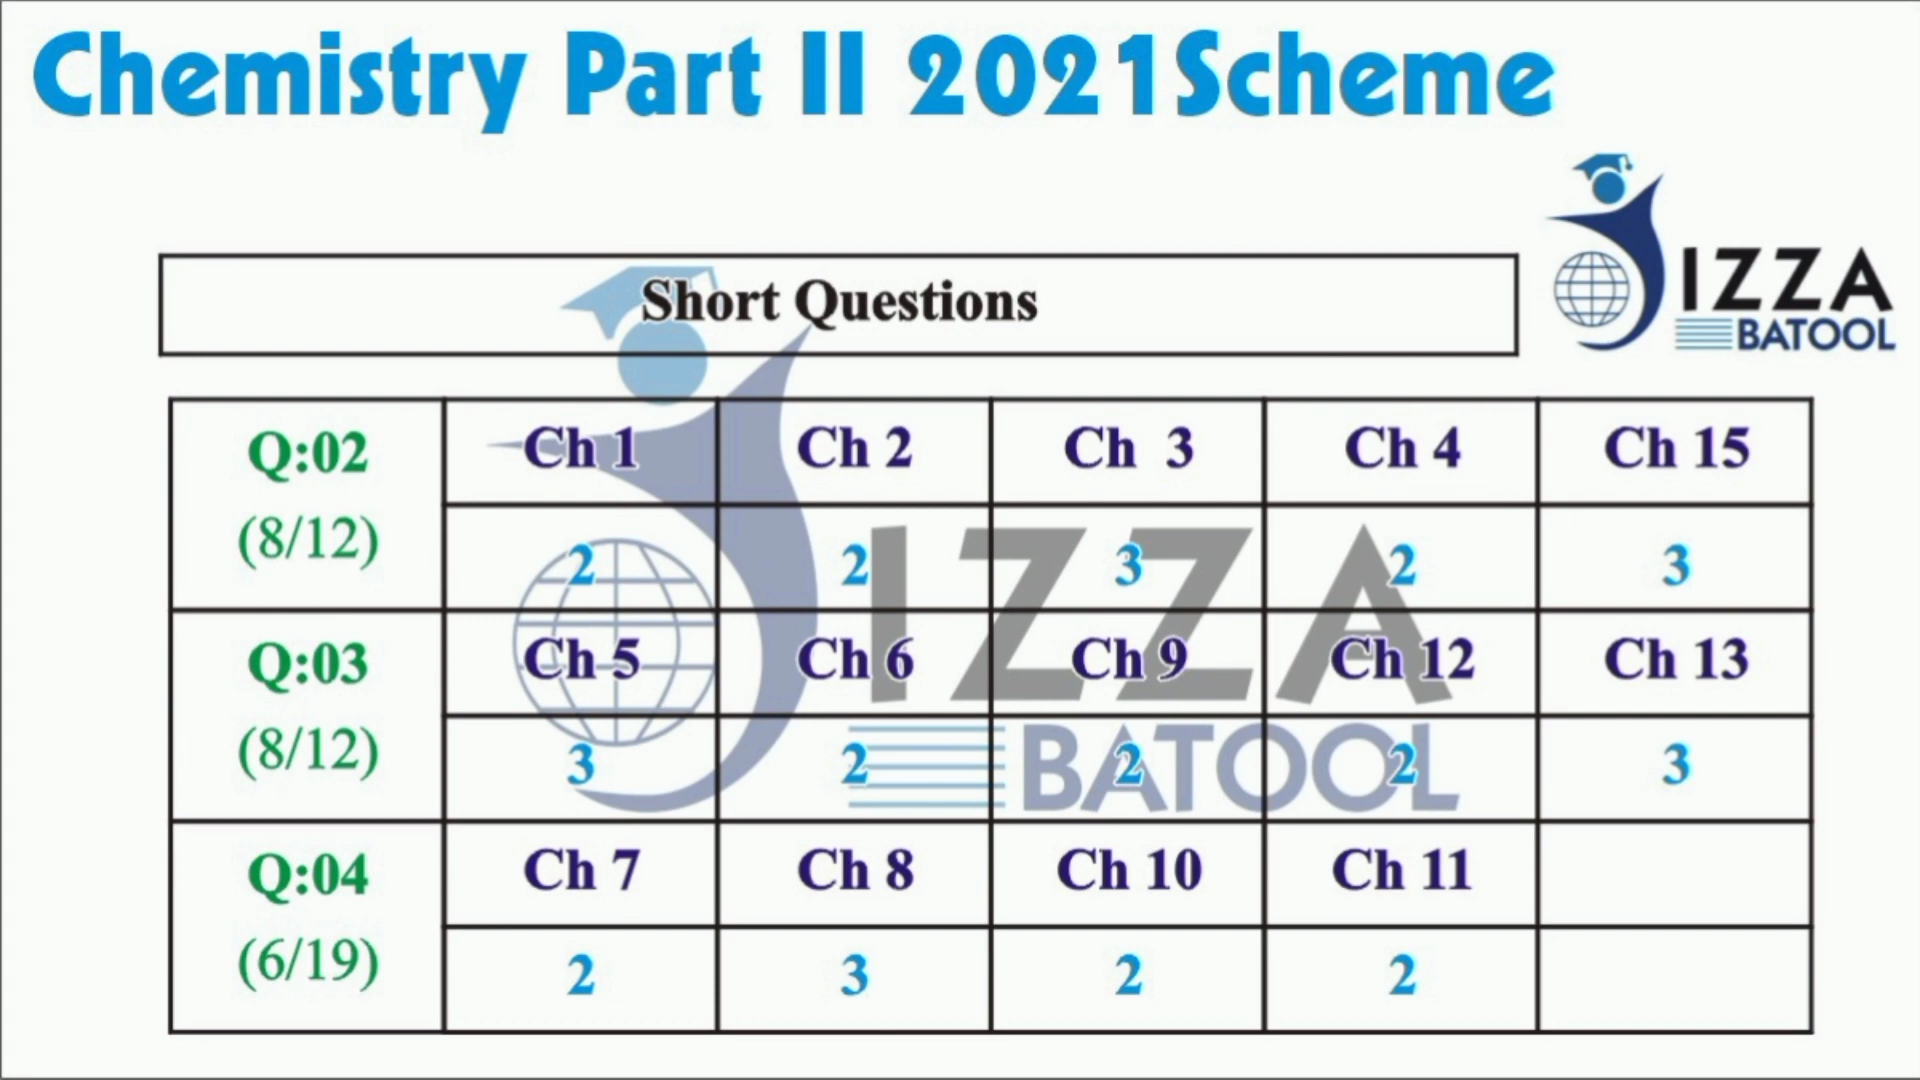 Chemistry Part II 2021Scheme
IZZA
BATOOL
Short Questions
Q:02 Ch 1 Ch 2 Ch 3 Ch 4 Ch 15
(8/12) 2 2 3 2 3
Q:03 Ch 5 Ch 6 Ch 9 Ch 12 Ch 13
(8/12) 3 2 2 2 3
Q:04 Ch 7 Ch 8 Ch 10 Ch 11
(6/19) 2 3 2 2
IZZA
BATOOL